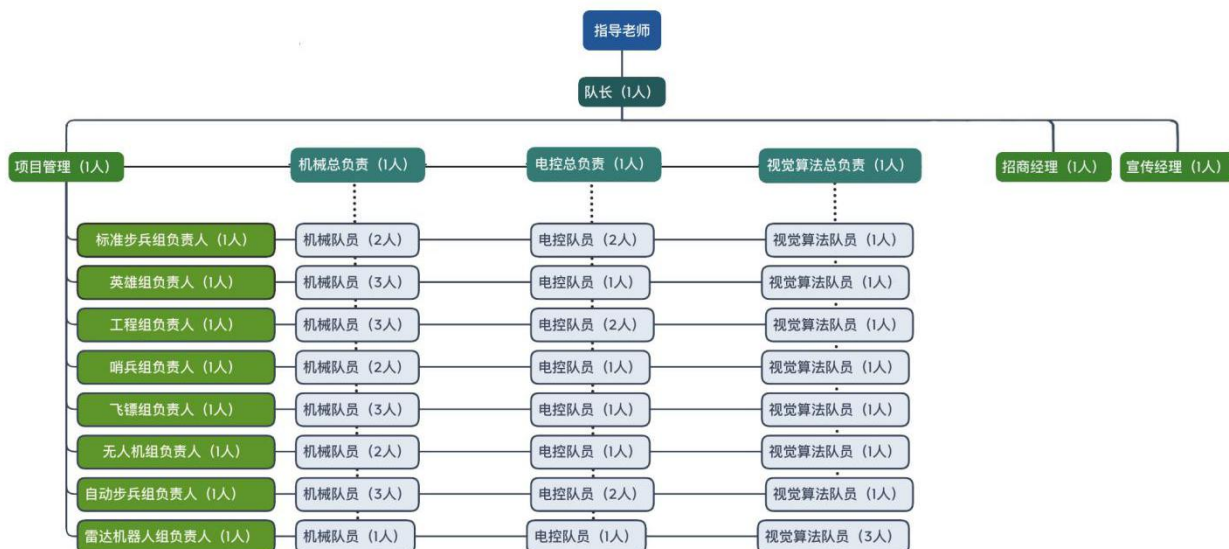 指导老师
队长（1人）
项目管理（1人）
机械总负责（1人）
电控总负责（1人）
视觉算法总负责（1人）
招商经理（1人）
宣传经理（1人）
标准步兵组负责人（1人）
机械队员（2人）
电控队员（2人）
视觉算法队员（1人）
英雄组负责人（1人）
机械队员（3人）
电控队员（1人）
视觉算法队员（1人）
工程组负责人（1人）
机械队员（3人）
电控队员（2人）
视觉算法队员（1人）
哨兵组负责人（1人）
机械队员（2人）
电控队员（1人）
视觉算法队员（1人）
飞镖组负责人（1人）
机械队员（3人）
电控队员（1人）
视觉算法队员（1人）
无人机组负责人（1人）
机械队员（2人）
电控队员（1人）
视觉算法队员（1人）
自动步兵组负责人（1人）
机械队员（3人）
电控队员（2人）
视觉算法队员（1人）
雷达机器人组负责人（1人）
机械队员（1人）
电控队员（1人）
视觉算法队员（3人）